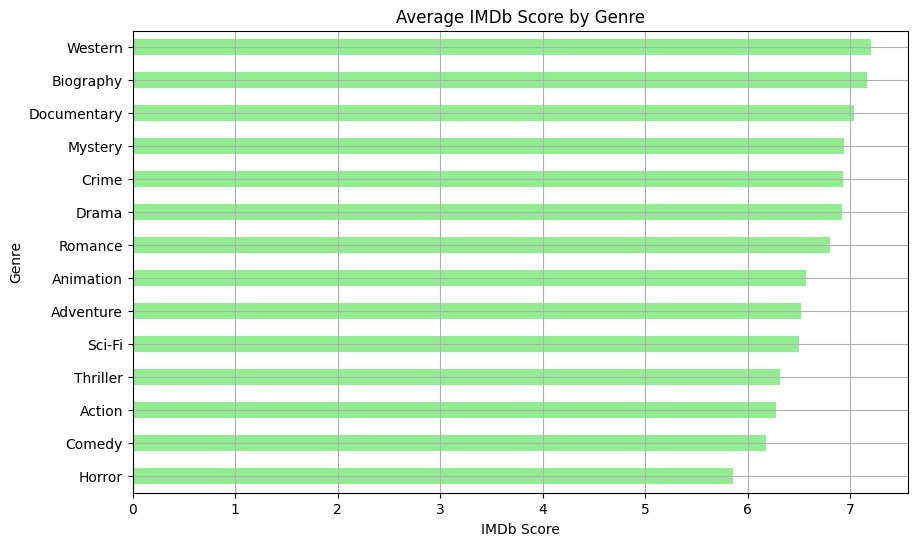 Average IMDb Score by Genre
Western
Biography
Documentary
Mystery
Crime
Drama
Romance
Animation
Adventure
Sci-Fi
Thriller
Action
Comedy
Horror
Genre
0 1 2 3 4 5 6 7
IMDb Score